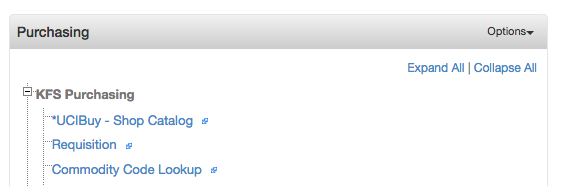 Purchasing Options
Expand All | Collapse All
KFS Purchasing
*UCIBuy - Shop Catalog
Requisition
Commodity Code Lookup